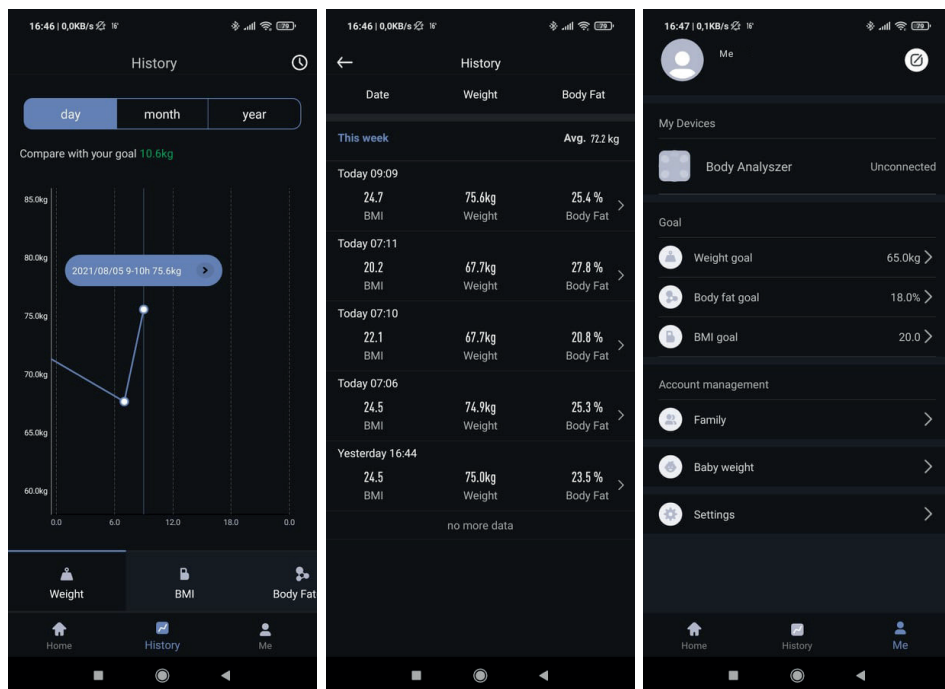 16:46 | 0,0KB/s 16' 79
History
day month year
Compare with your goal 10.6kg
85.0kg
80.0kg
2021/08/05 9-10h 75.6kg
75.0kg
70.0kg
65.0kg
60.0kg
0.0 6.0 12.0 18.0 0.0
Weight BMI Body Fat
Home History Me
16:46 | 0,0KB/s 16' 79
History
Date Weight Body Fat
This week Avg. 72.2 kg
Today 09:09
24.7 75.6kg 25.4 %
BMI Weight Body Fat
Today 07:11
20.2 67.7kg 27.8 %
BMI Weight Body Fat
Today 07:10
22.1 67.7kg 20.8 %
BMI Weight Body Fat
Today 07:06
24.5 74.9kg 25.3 %
BMI Weight Body Fat
Yesterday 16:44
24.5 75.0kg 23.5 %
BMI Weight Body Fat
no more data
16:47 | 0,1KB/s 16' 79
Me
My Devices
Body Analyszer Unconnected
Goal
Weight goal 65.0kg
Body fat goal 18.0%
BMI goal 20.0
Account management
Family
Baby weight
Settings
Home History Me